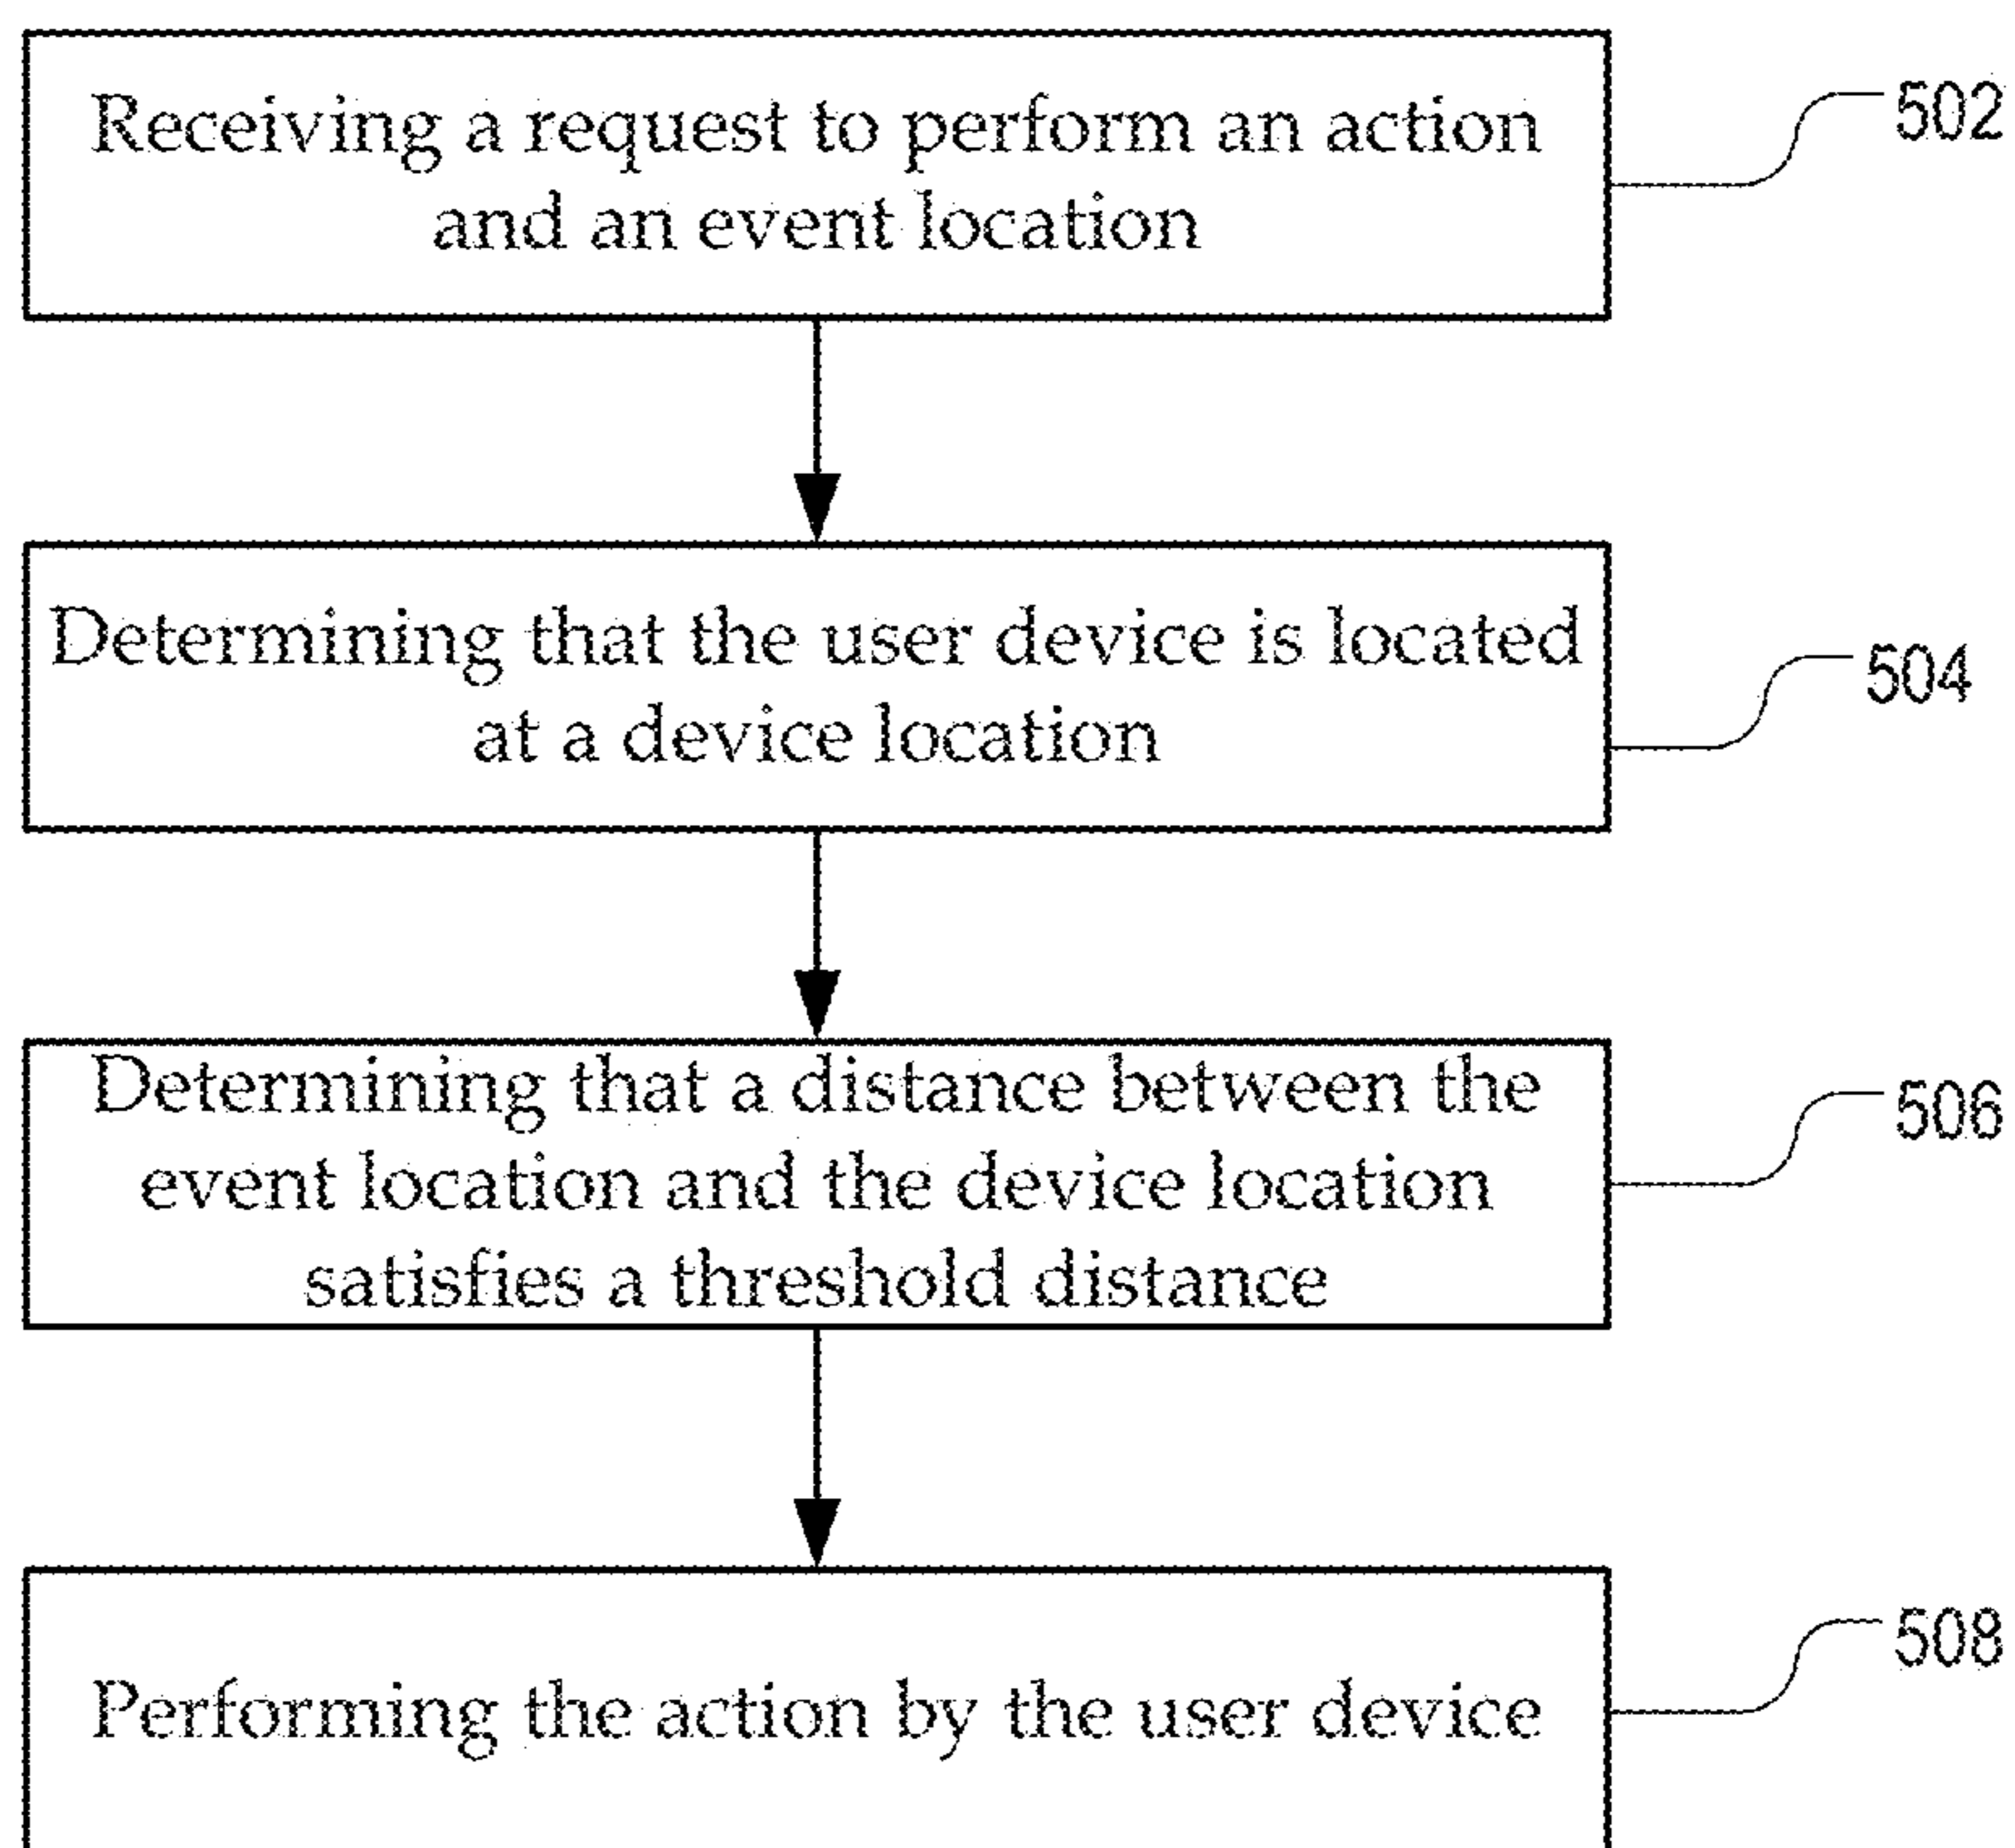 Receiving a request to perform an action
and an event location
502
Determining that the user device is located
at a device location
504
Determining that a distance between the
event location and the device location
satisfies a threshold distance
506
Performing the action by the user device
508